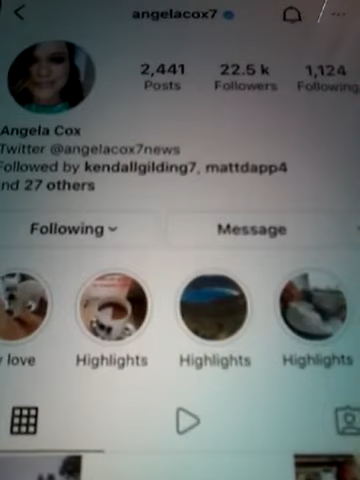 angelacox7
2,441 22.5 k 1,124
Posts Followers Following
Angela Cox
Twitter @angelacox7news
Followed by kendallgilding7, mattdapp4
nd 27 others
Following Message
love Highlights Highlights Highlights